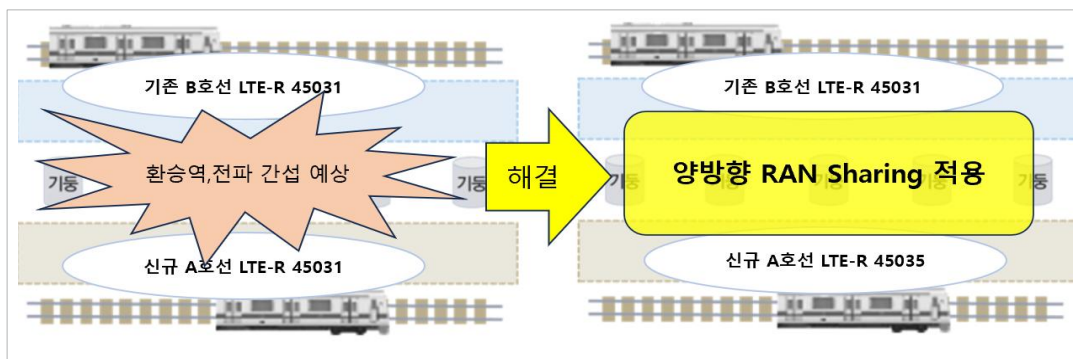 기존 B호선 LTE-R 45031
환승역,전파 간섭 예상
기둥
기둥
신규 A호선 LTE-R 45031
해결
기존 B호선 LTE-R 45031
양방향 RAN Sharing 적용
기둥
기둥
신규 A호선 LTE-R 45035